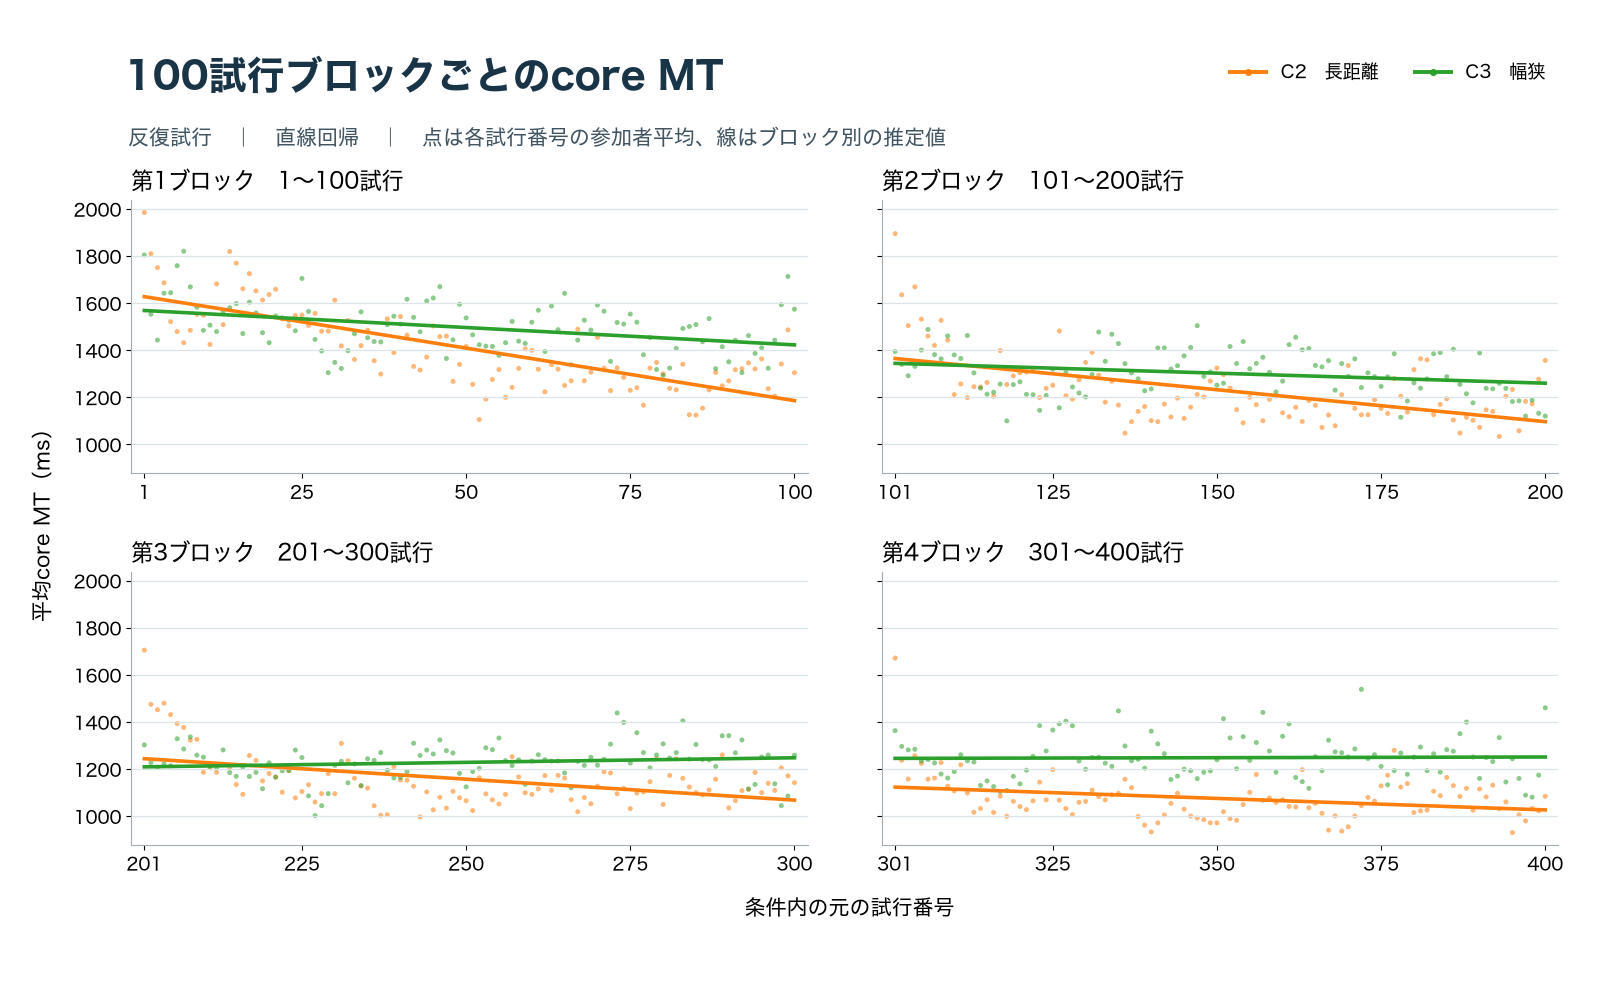 100試行ブロックごとのcore MT
C2　長距離
C3　幅狭
反復試行　｜　直線回帰　｜　点は各試行番号の参加者平均、線はブロック別の推定値
第1ブロック　1〜100試行
2000
1800
1600
1400
1200
1000
1 25 50 75 100
第2ブロック　101〜200試行
101 125 150 175 200
平均core MT（ms）
第3ブロック　201〜300試行
2000
1800
1600
1400
1200
1000
201 225 250 275 300
第4ブロック　301〜400試行
301 325 350 375 400
条件内の元の試行番号